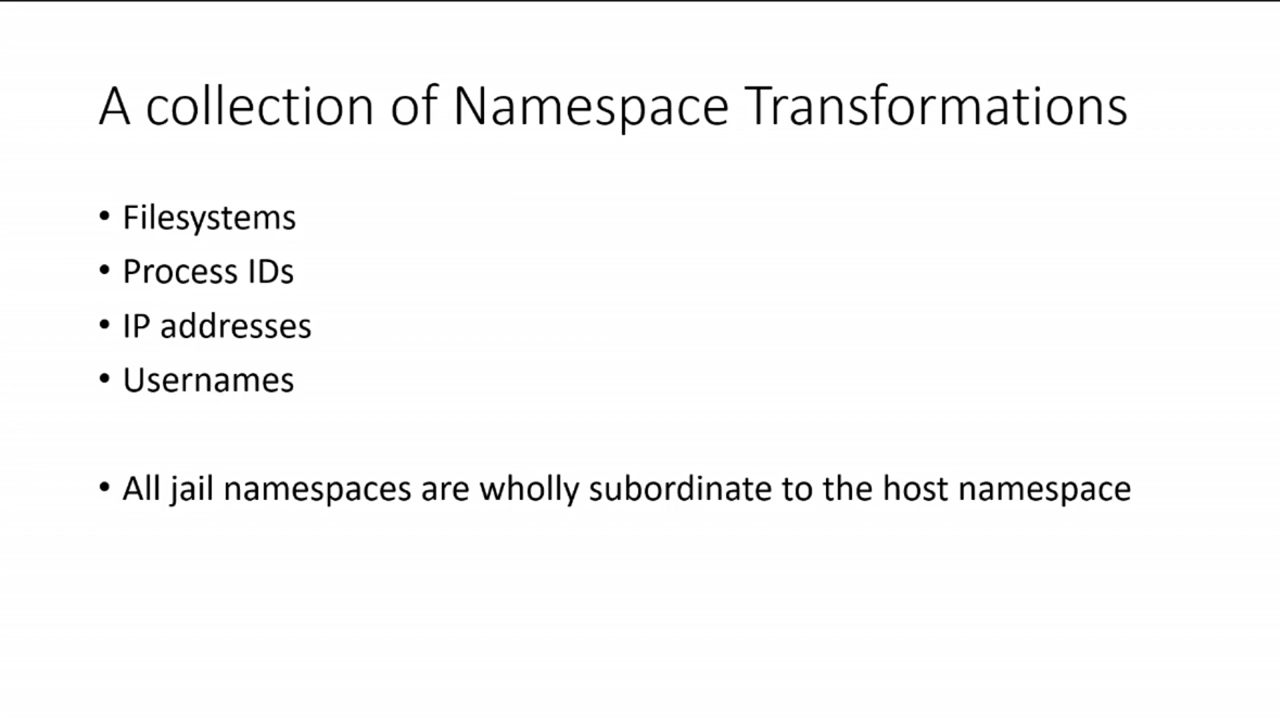 A collection of Namespace Transformations
• Filesystems
• Process IDs
• IP addresses
• Usernames
• All jail namespaces are wholly subordinate to the host namespace